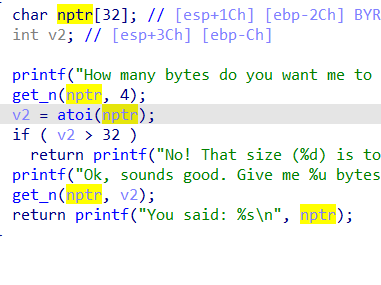 char nptr[32]; // [esp+1Ch] [ebp-2Ch] BYR
int v2; // [esp+3Ch] [ebp-Ch]
printf("How many bytes do you want me to
get_n(nptr, 4);
v2 = atoi(nptr);
if ( v2 > 32 )
return printf("No! That size (%d) is to
printf("Ok, sounds good. Give me %u bytes
get_n(nptr, v2);
return printf("You said: %s\n", nptr);